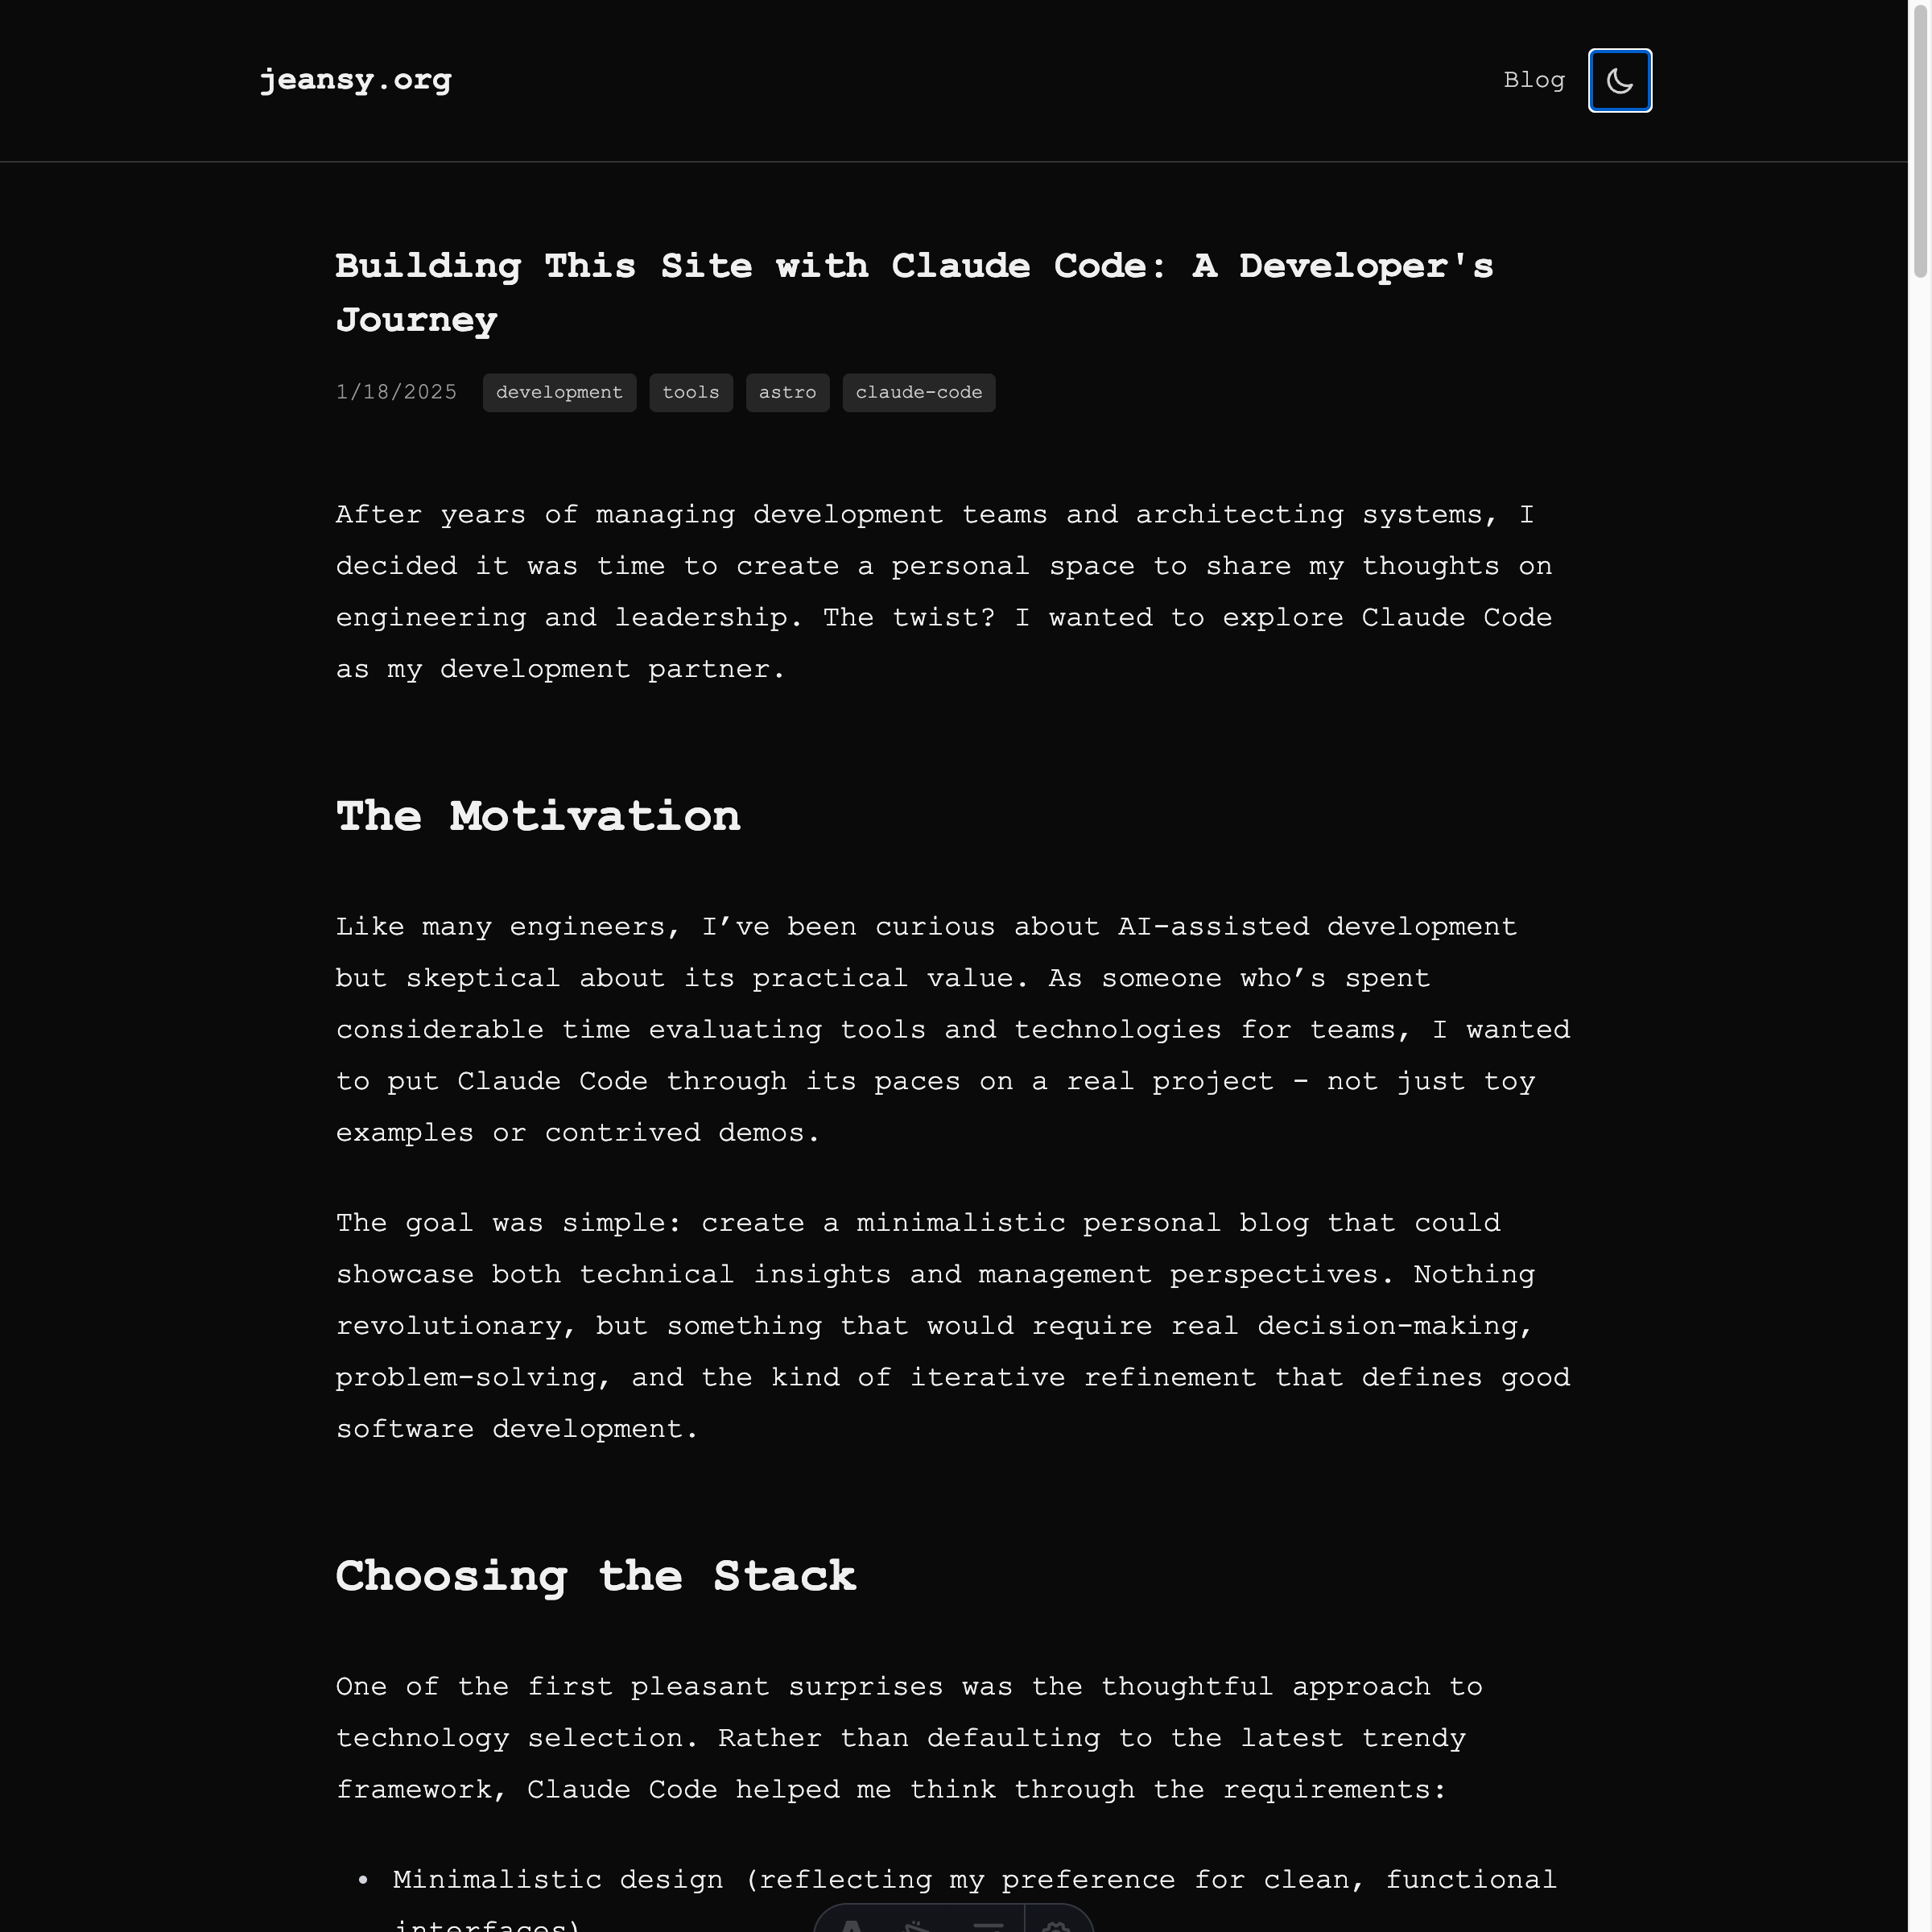 jeansy.org
Blog
Building This Site with Claude Code: A Developer's
Journey
1/18/2025 development tools astro claude-code
After years of managing development teams and architecting systems, I
decided it was time to create a personal space to share my thoughts on
engineering and leadership. The twist? I wanted to explore Claude Code
as my development partner.
The Motivation
Like many engineers, I’ve been curious about AI-assisted development
but skeptical about its practical value. As someone who’s spent
considerable time evaluating tools and technologies for teams, I wanted
to put Claude Code through its paces on a real project – not just toy
examples or contrived demos.
The goal was simple: create a minimalistic personal blog that could
showcase both technical insights and management perspectives. Nothing
revolutionary, but something that would require real decision-making,
problem-solving, and the kind of iterative refinement that defines good
software development.
Choosing the Stack
One of the first pleasant surprises was the thoughtful approach to
technology selection. Rather than defaulting to the latest trendy
framework, Claude Code helped me think through the requirements:
• Minimalistic design (reflecting my preference for clean, functional
interfaces)